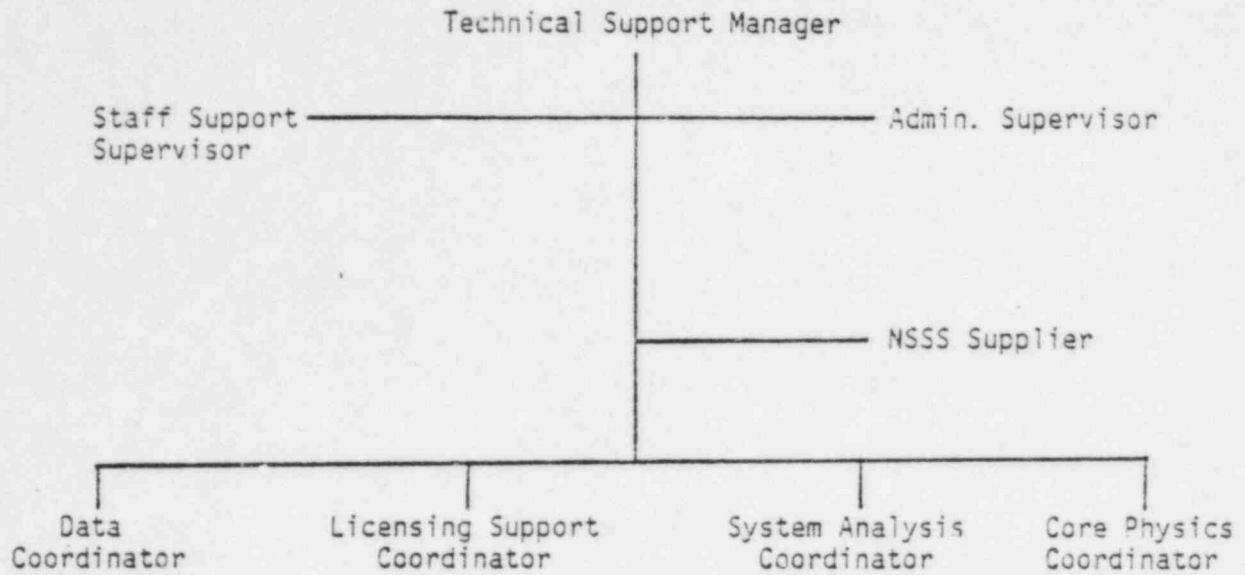 Technical Support Manager
Staff Support
Supervisor
Admin. Supervisor
NSSS Supplier
Data
Coordinator
Licensing Support
Coordinator
System Analysis
Coordinator
Core Physics
Coordinator